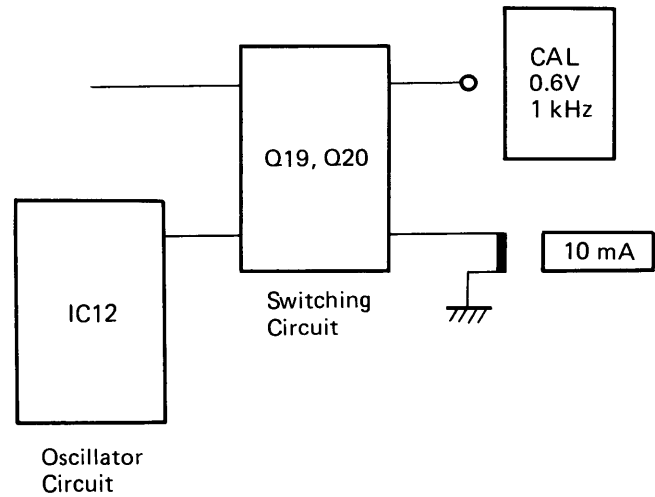 CAL
0.6V
1 kHz
Q19, Q20
10 mA
IC12
Switching
Circuit
Oscillator
Circuit